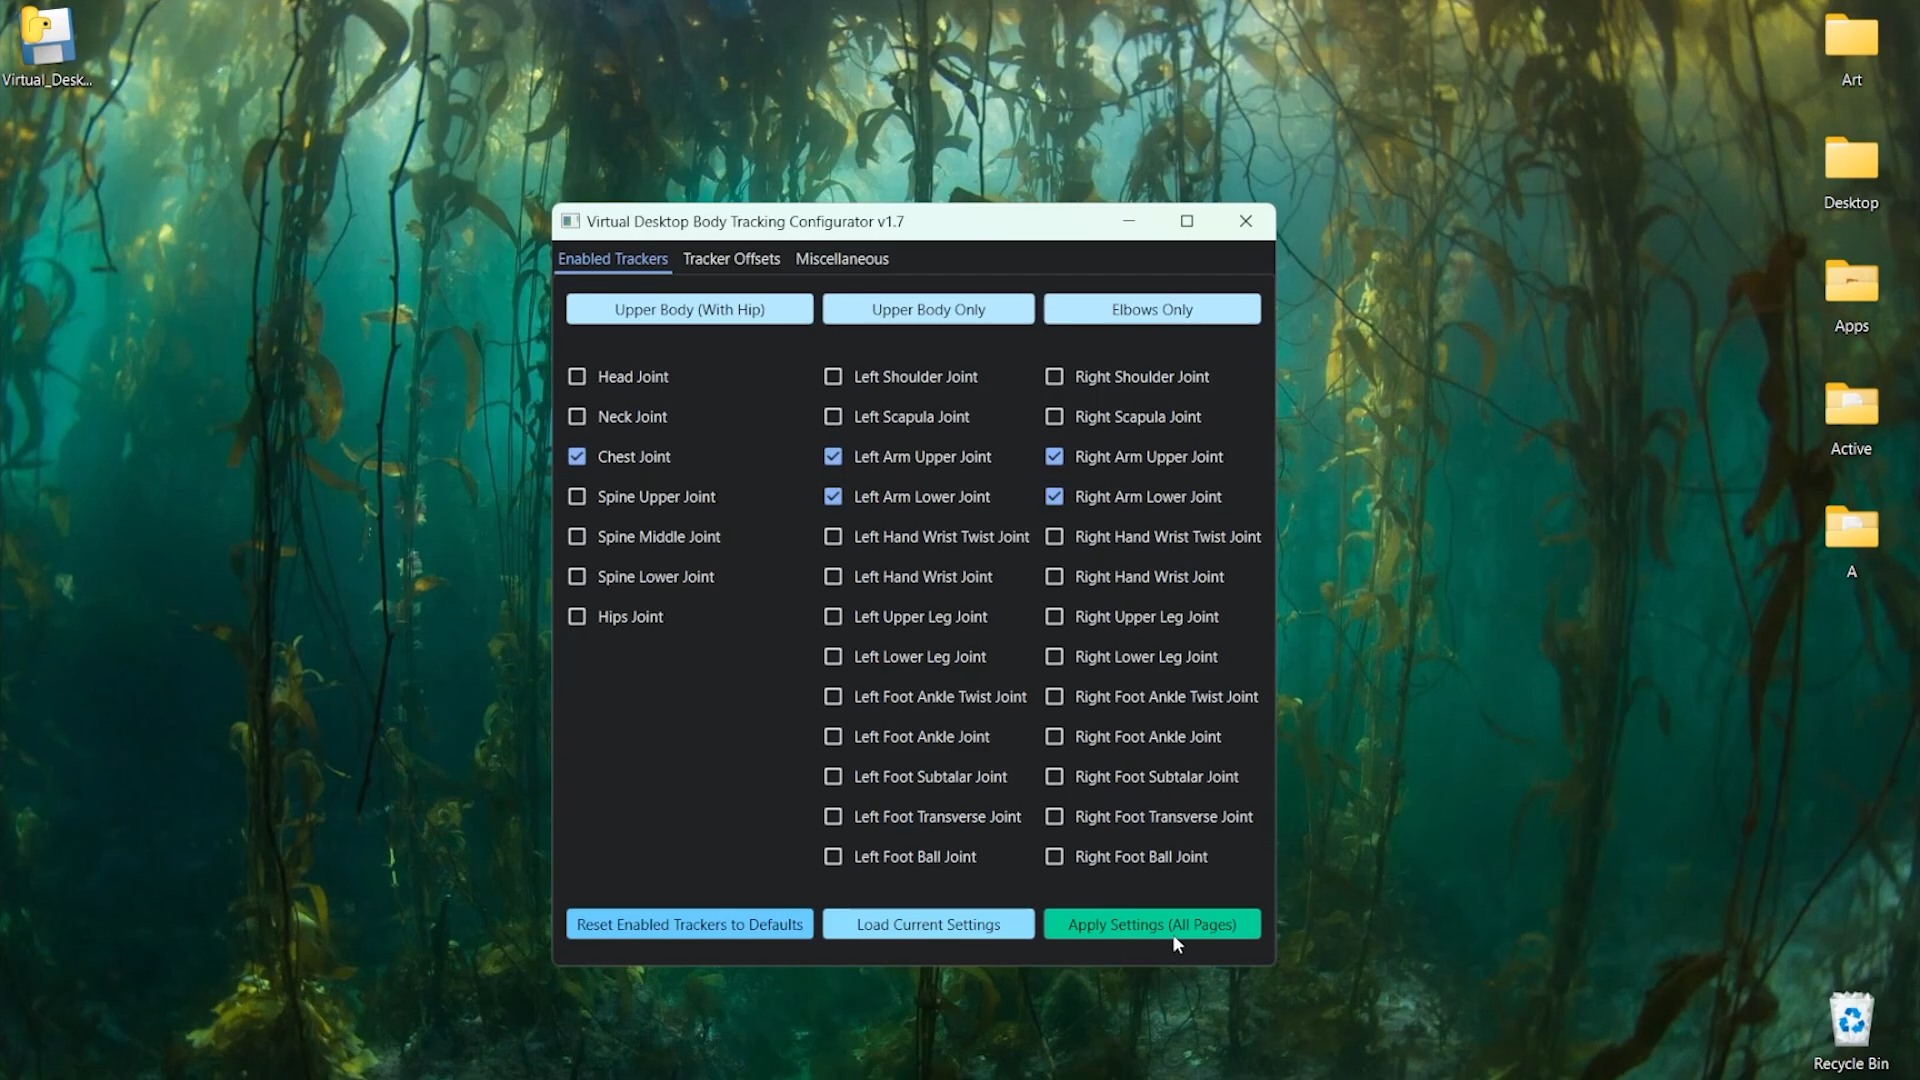 Virtual_Desk...
Art
Desktop
Apps
Active
A
Recycle Bin
Virtual Desktop Body Tracking Configurator v1.7
Enabled Trackers Tracker Offsets Miscellaneous
Upper Body (With Hip) Upper Body Only Elbows Only
Head Joint Left Shoulder Joint Right Shoulder Joint
Neck Joint Left Scapula Joint Right Scapula Joint
Chest Joint Left Arm Upper Joint Right Arm Upper Joint
Spine Upper Joint Left Arm Lower Joint Right Arm Lower Joint
Spine Middle Joint Left Hand Wrist Twist Joint Right Hand Wrist Twist Joint
Spine Lower Joint Left Hand Wrist Joint Right Hand Wrist Joint
Hips Joint Left Upper Leg Joint Right Upper Leg Joint
Left Lower Leg Joint Right Lower Leg Joint
Left Foot Ankle Twist Joint Right Foot Ankle Twist Joint
Left Foot Ankle Joint Right Foot Ankle Joint
Left Foot Subtalar Joint Right Foot Subtalar Joint
Left Foot Transverse Joint Right Foot Transverse Joint
Left Foot Ball Joint Right Foot Ball Joint
Reset Enabled Trackers to Defaults Load Current Settings Apply Settings (All Pages)